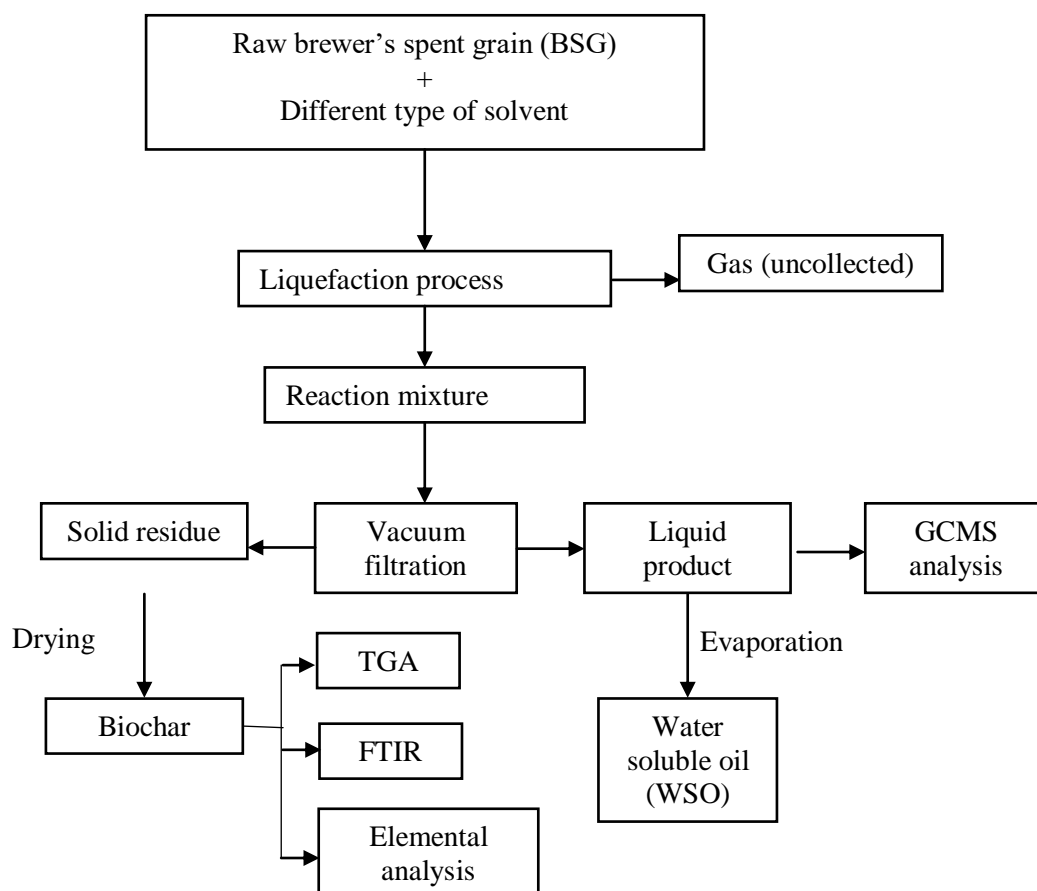 Raw brewer’s spent grain (BSG)
+
Different type of solvent
Liquefaction process
Gas (uncollected)
Reaction mixture
Solid residue
Vacuum
filtration
Liquid
product
GCMS
analysis
Drying
Evaporation
TGA
Biochar
FTIR
Water
soluble oil
(WSO)
Elemental
analysis